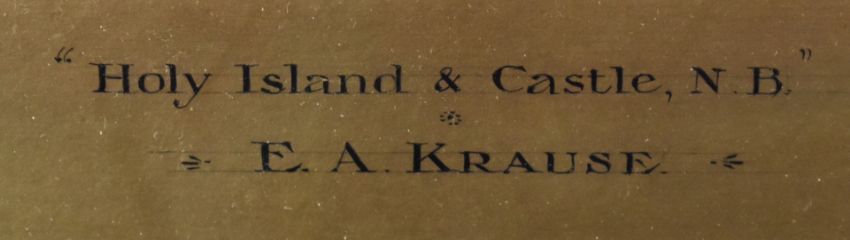 "Holy Island & Castle, N.B."
E. A. KRAUSE.